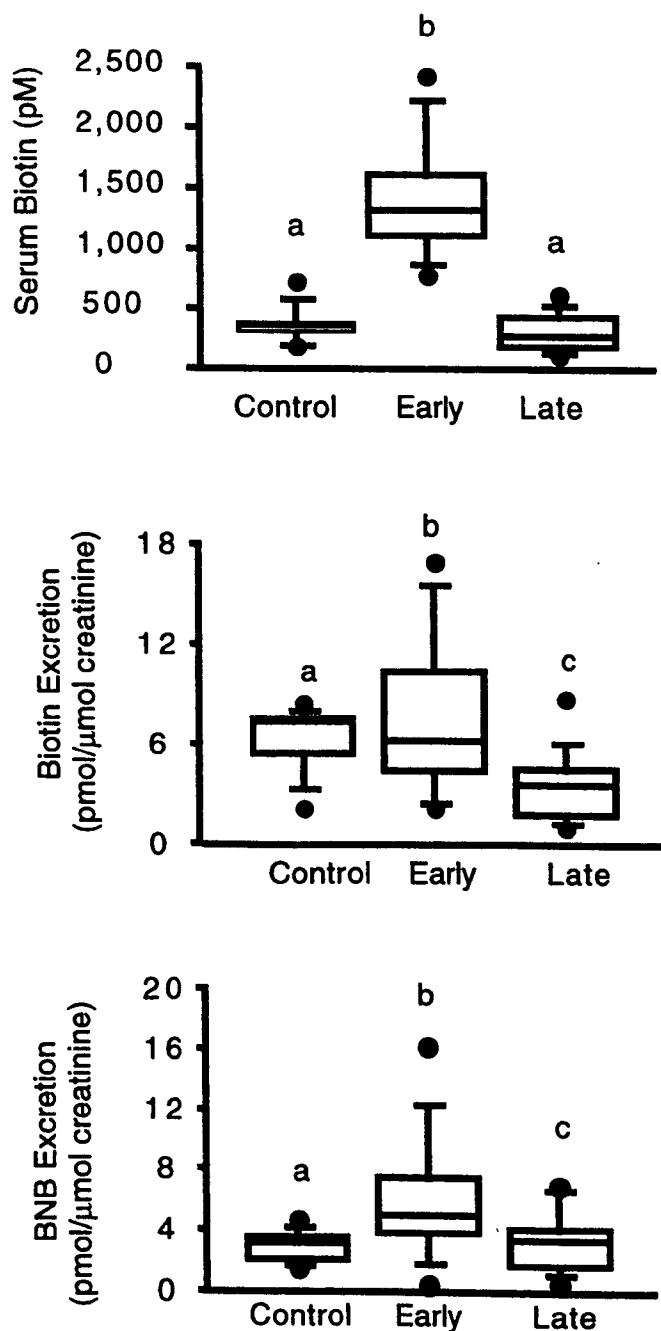 Serum Biotin (pM)
2,500
2,000
1,500
1,000
500
0
a
b
a
Control Early Late
Biotin Excretion
(pmol/μmol creatinine)
18
12
6
0
a
b
c
Control Early Late
BNB Excretion
(pmol/μmol creatinine)
20
16
12
8
4
0
a
b
c
Control Early Late